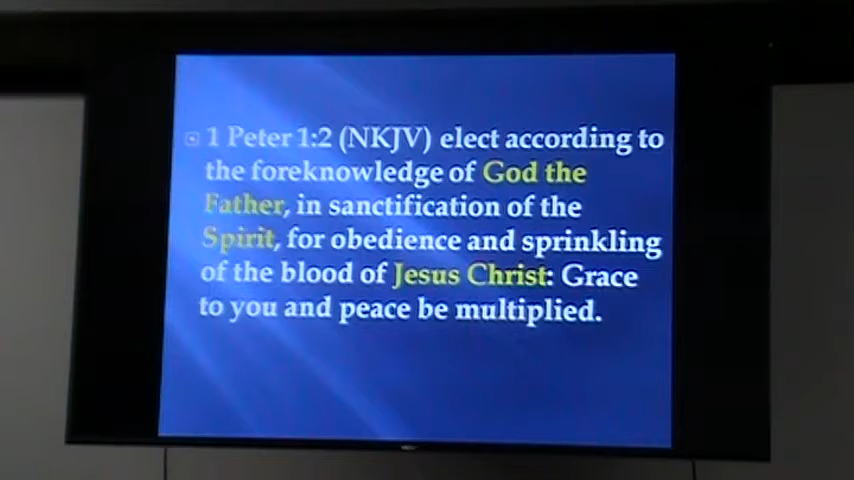 1 Peter 1:2 (NKJV) elect according to
the foreknowledge of God the
Father, in sanctification of the
Spirit, for obedience and sprinkling
of the blood of Jesus Christ: Grace
to you and peace be multiplied.